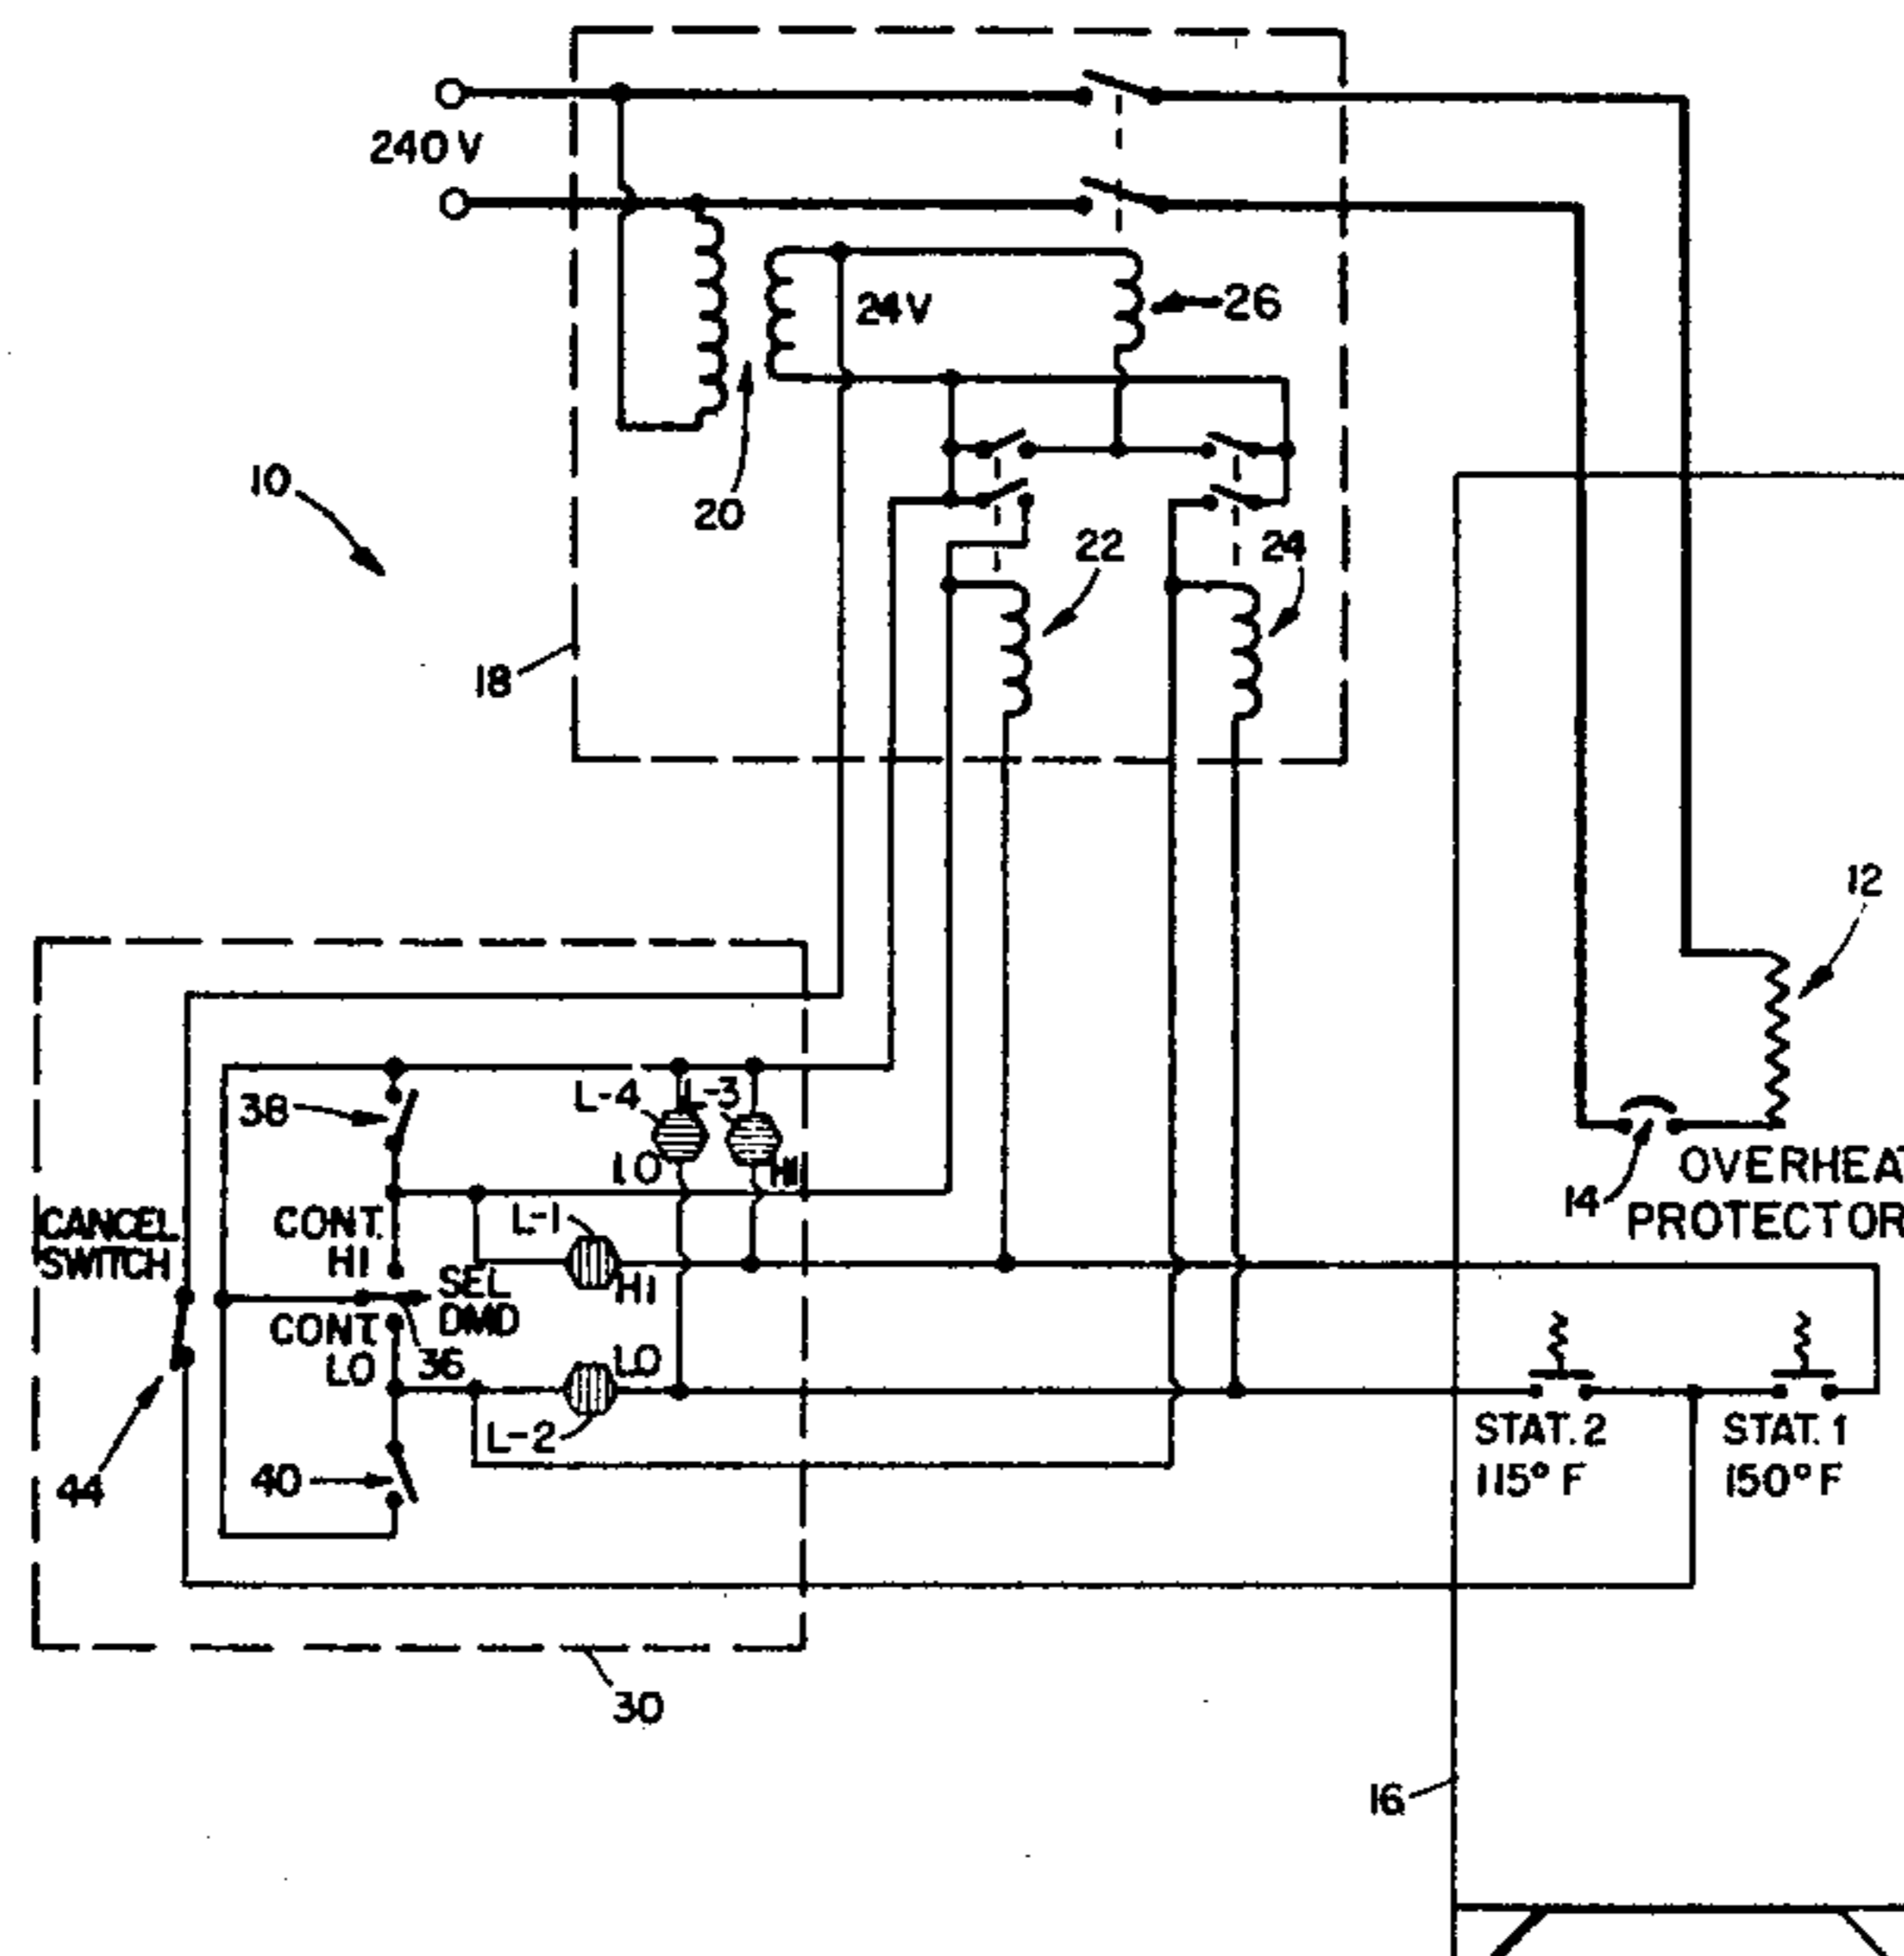 240 V
24V
26
10
20
22
24
18
12
38
L-4
L-3
LO
HI
14
OVERHEA
PROTECTOR
CANCEL
SWITCH
CONT.
HI
L-1
HI
SEL
DMD
CONT
LO
36
LO
L-2
44
40
STAT. 2
115° F
STAT. 1
150° F
30
16